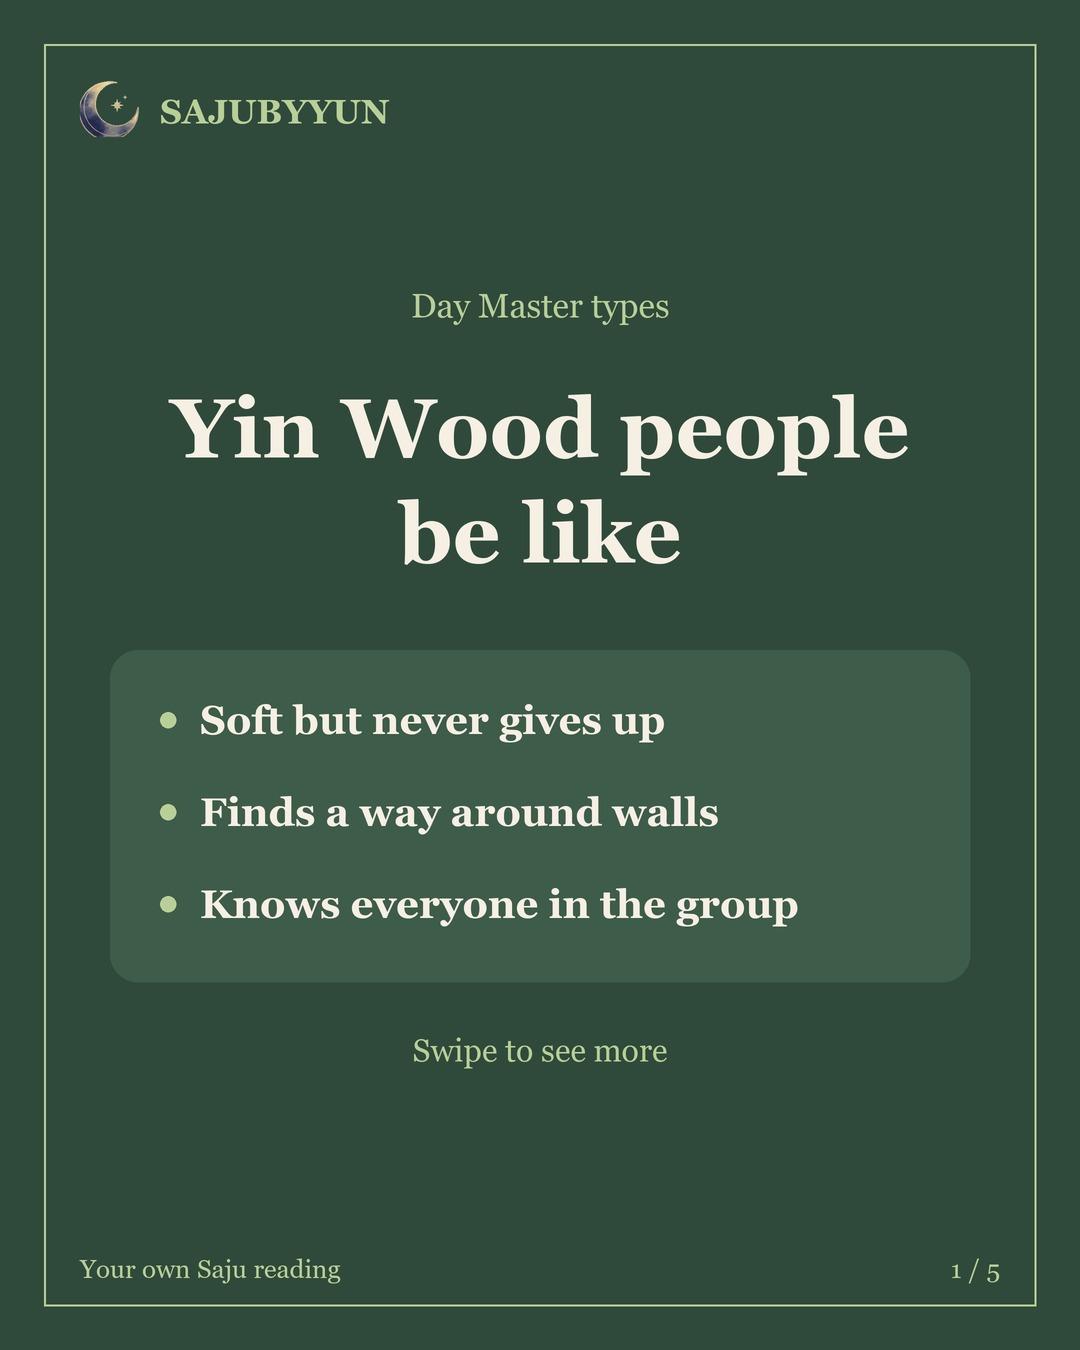 SAJUBYYUN
Day Master types
Yin Wood people
be like
Soft but never gives up
Finds a way around walls
Knows everyone in the group
Swipe to see more
Your own Saju reading
1 / 5